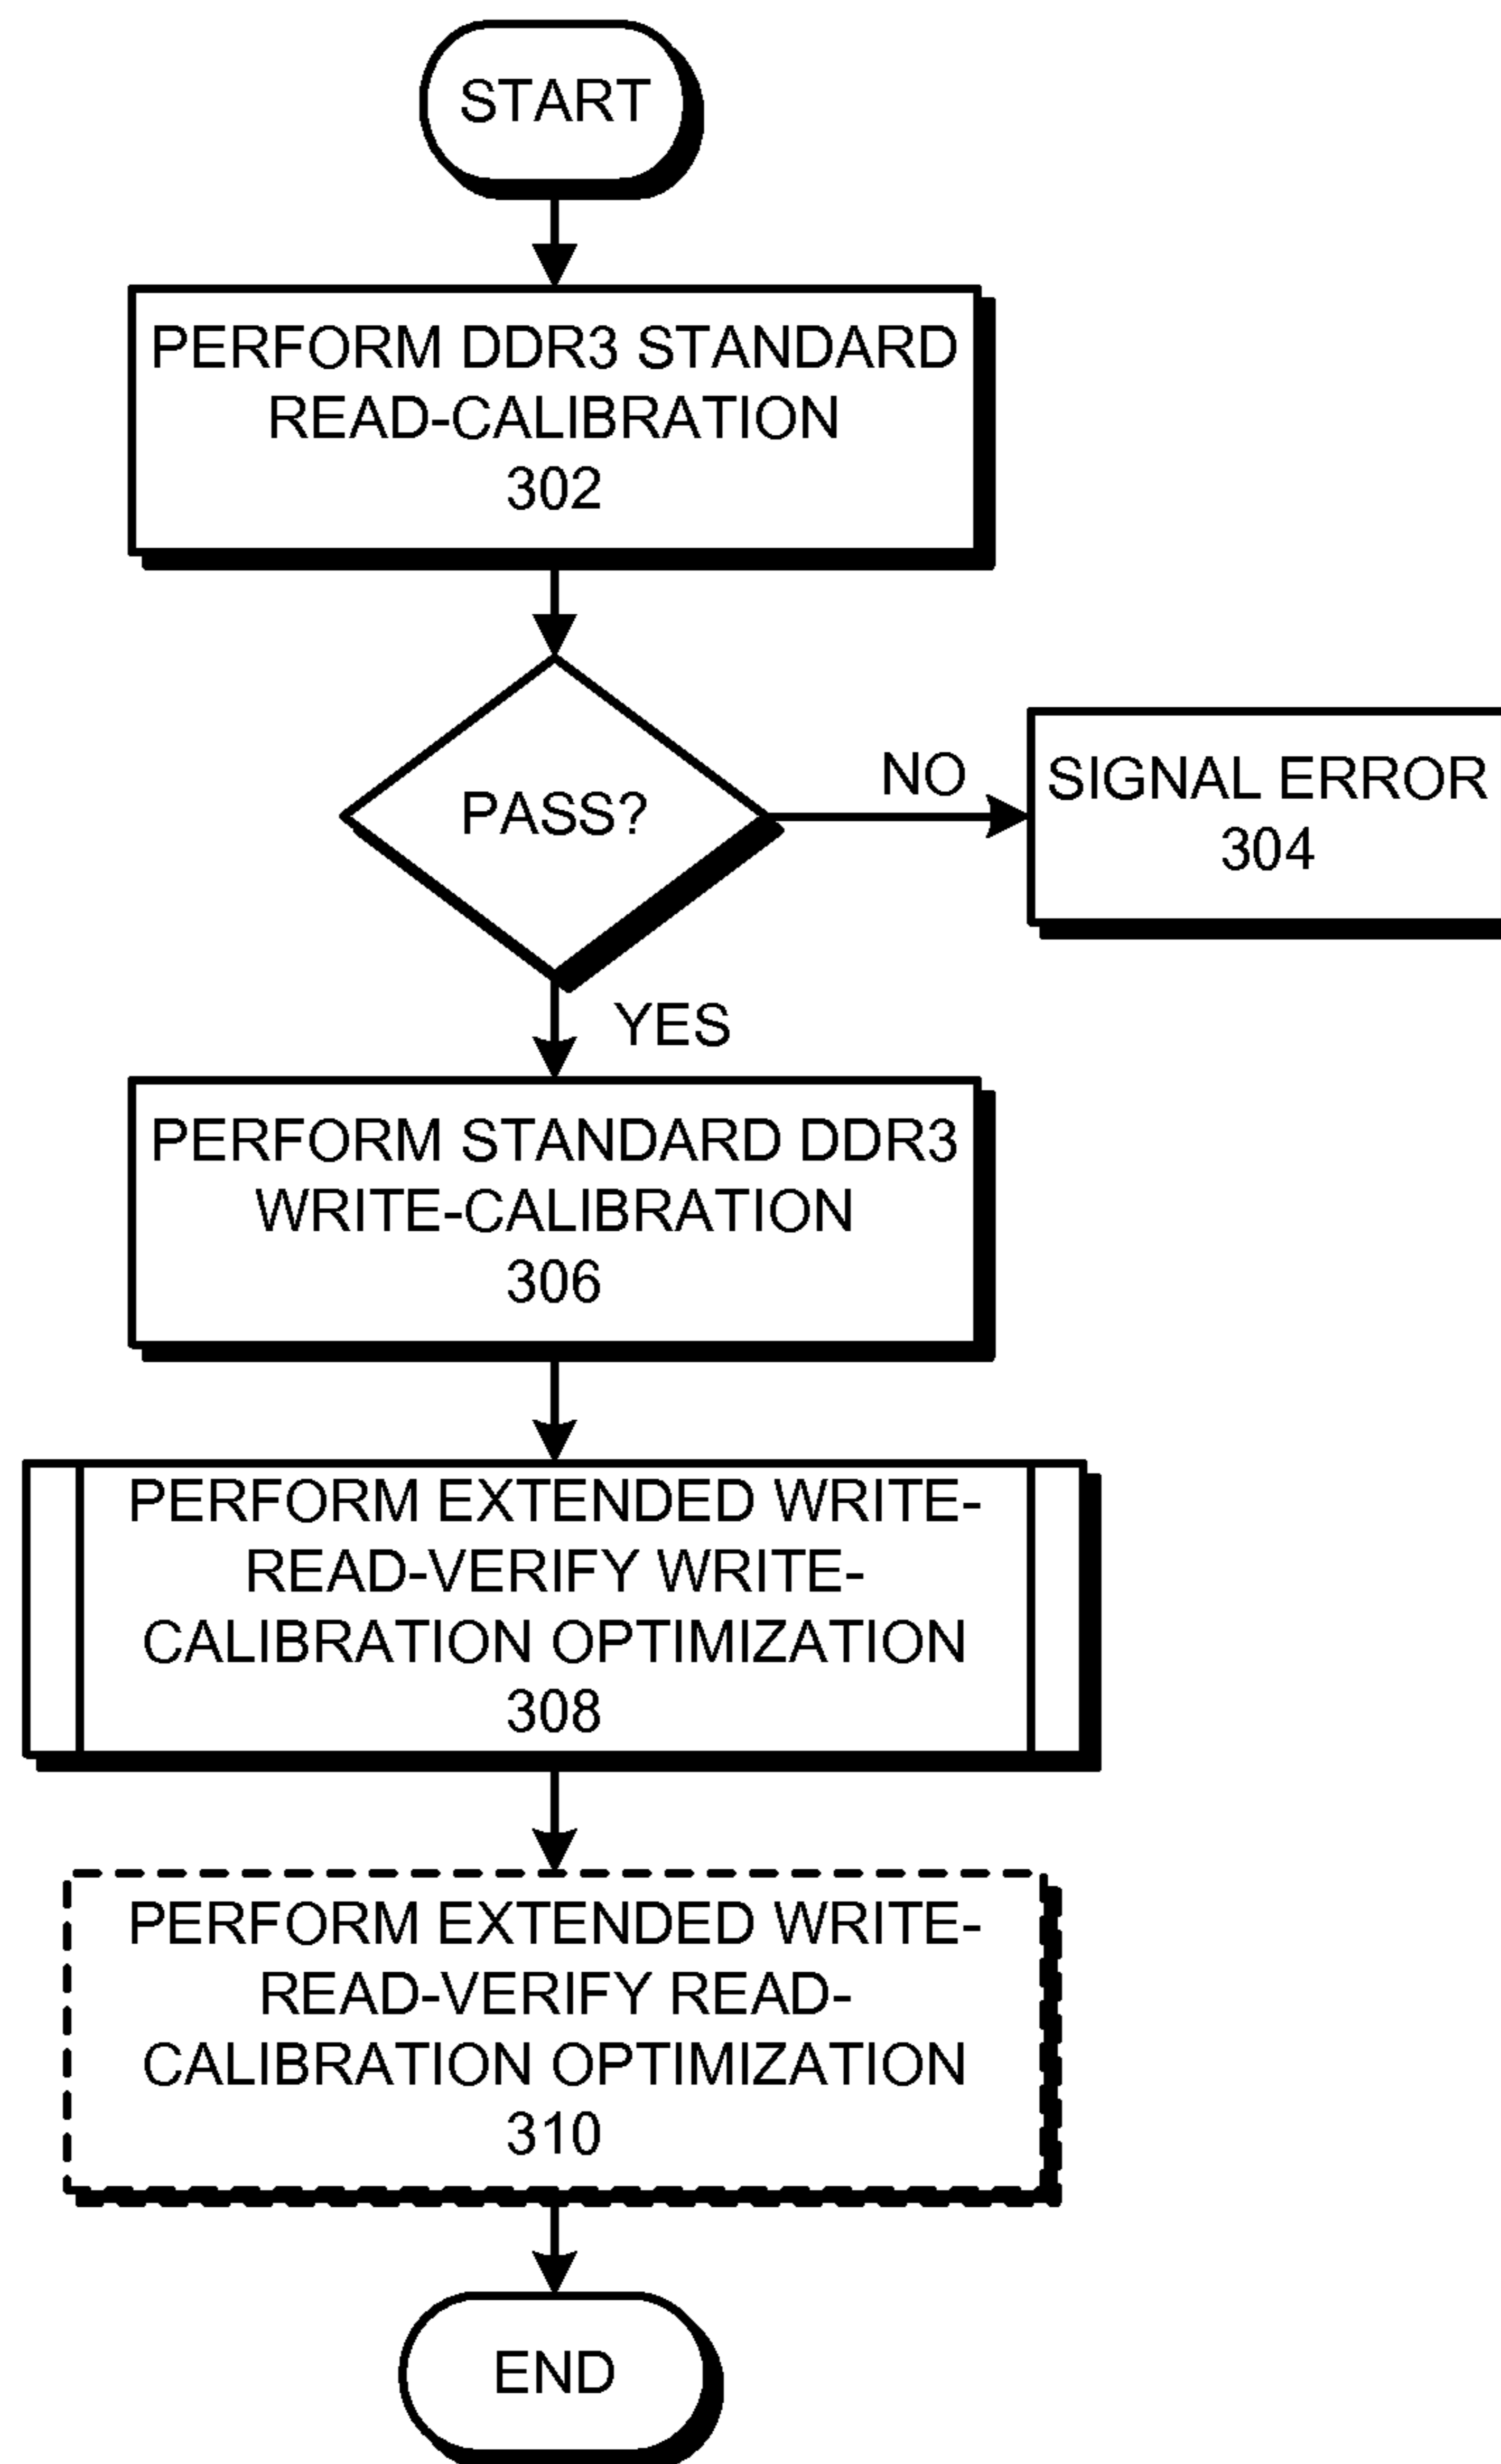 START
PERFORM DDR3 STANDARD
READ-CALIBRATION
302
PASS?
NO
SIGNAL ERROR
304
YES
PERFORM STANDARD DDR3
WRITE-CALIBRATION
306
PERFORM EXTENDED WRITE-
READ-VERIFY WRITE-
CALIBRATION OPTIMIZATION
308
PERFORM EXTENDED WRITE-
READ-VERIFY READ-
CALIBRATION OPTIMIZATION
310
END